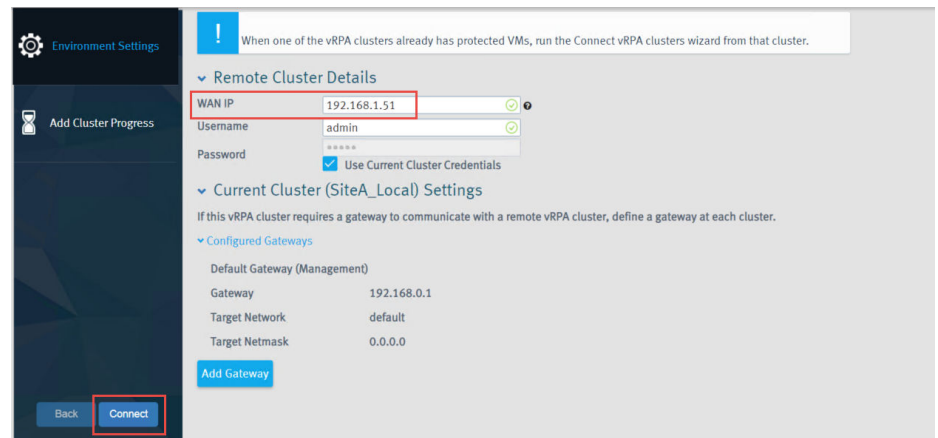 ! When one of the vRPA clusters already has protected VMs, run the Connect vRPA clusters wizard from that cluster.
Environment Settings
Add Cluster Progress
Remote Cluster Details
WAN IP 192.168.1.51
Username admin
Password *****
Use Current Cluster Credentials
Current Cluster (SiteA_Local) Settings
If this vRPA cluster requires a gateway to communicate with a remote vRPA cluster, define a gateway at each cluster.
Configured Gateways
Default Gateway (Management)
Gateway 192.168.0.1
Target Network default
Target Netmask 0.0.0.0
Add Gateway
Back Connect